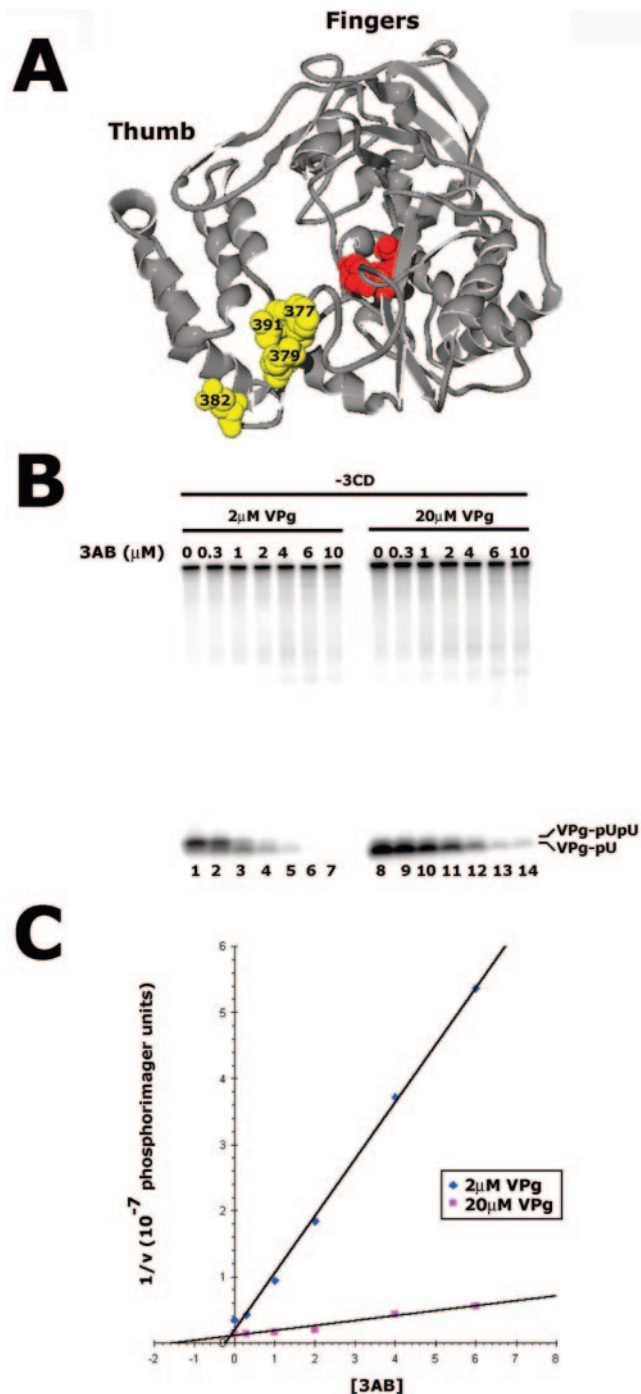 A
Fingers
Thumb
377
391
379
382
B
-3CD
2μM VPg 20μM VPg
3AB (μM) 0 0.3 1 2 4 6 10 0 0.3 1 2 4 6 10
VPg-pUpU
VPg-pU
1 2 3 4 5 6 7 8 9 10 11 12 13 14
C
6
5
4
3
2
1
0
-2 -1 0 1 2 3 4 5 6 7 8
1/v (10⁻⁷ phosphorimager units)
2μM VPg
20μM VPg
[3AB]